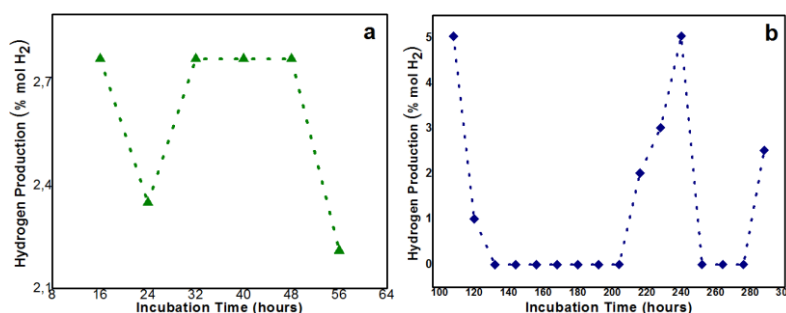 a
Hydrogen Production (% mol H2)
2,7
2,4
2,1
8 16 24 32 40 48 56 64
Incubation Time (hours)
b
Hydrogen Production (% mol H2)
5
4
3
2
1
0
100 120 140 160 180 200 220 240 260 280 30
Incubation Time (hours)